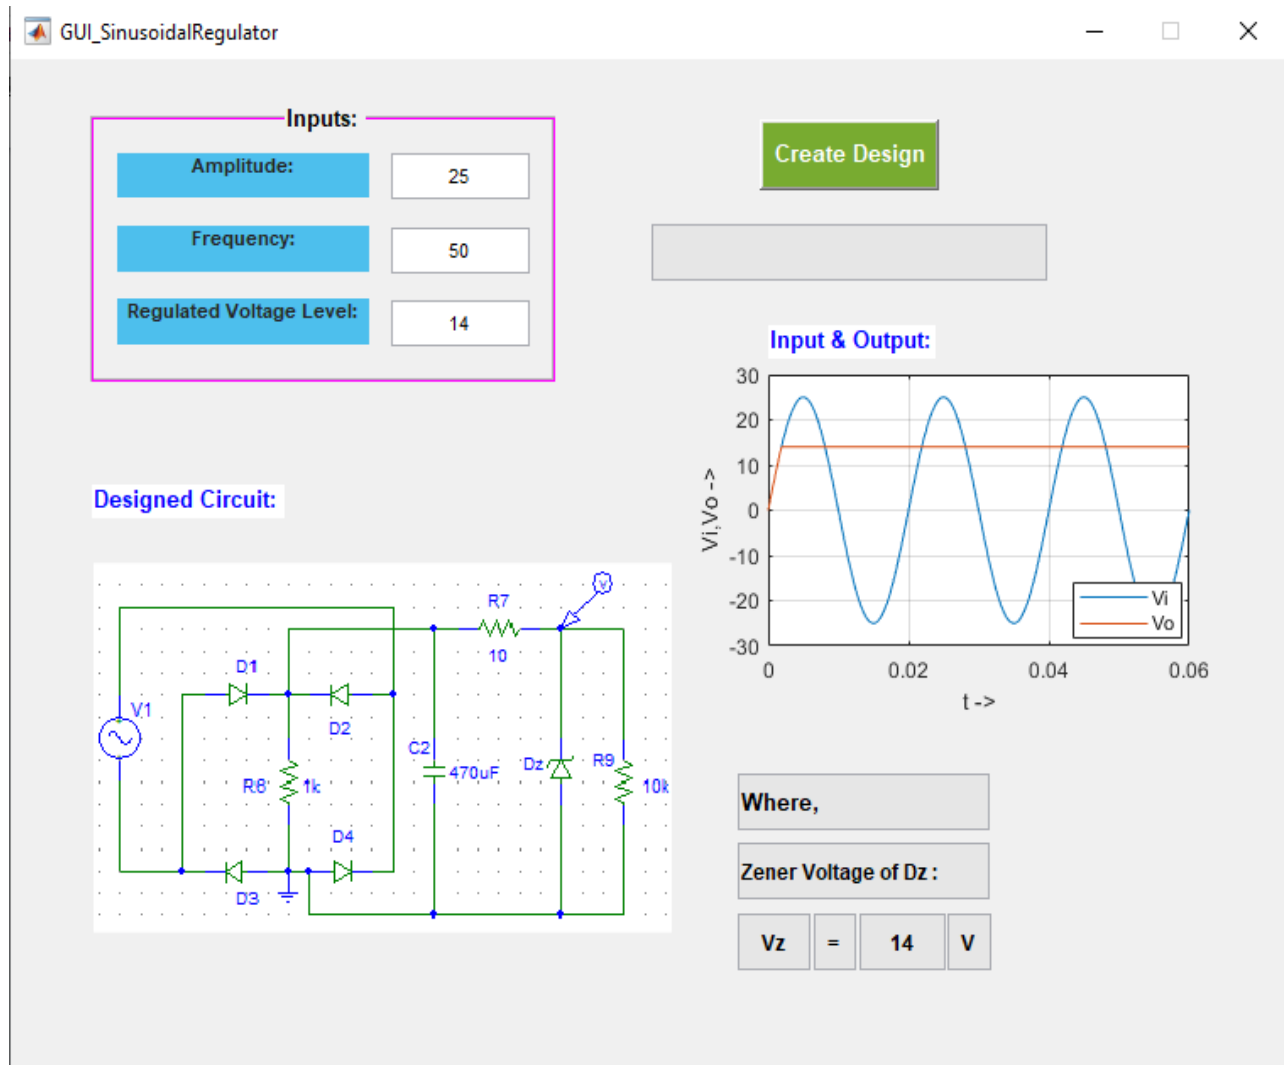 GUI_SinusoidalRegulator
Inputs:
Amplitude:
25
Frequency:
50
Regulated Voltage Level:
14
Create Design
Input & Output:
30
20
10
0
-10
-20
-30
Vi,Vo ->
0
0.02
0.04
0.06
t ->
Vi
Vo
Designed Circuit:
V
R7
10
D1
D2
V1
C2
470uF
Dz
R9
10k
R8
1k
D4
D3
Where,
Zener Voltage of Dz :
Vz = 14 V